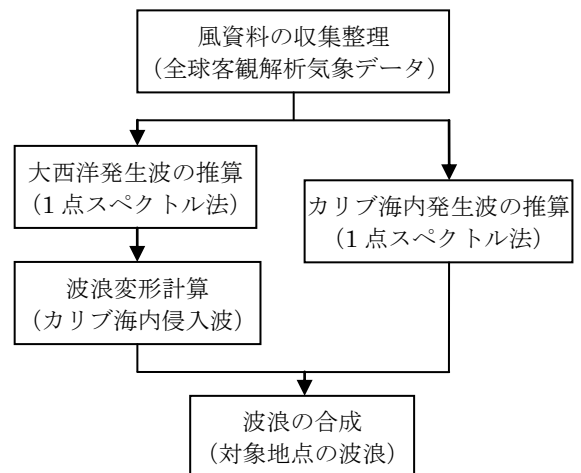 風資料の収集整理
（全球客観解析気象データ）
大西洋発生波の推算
（1 点スペクトル法）
カリブ海内発生波の推算
（1 点スペクトル法）
波浪変形計算
（カリブ海内侵入波）
波浪の合成
（対象地点の波浪）